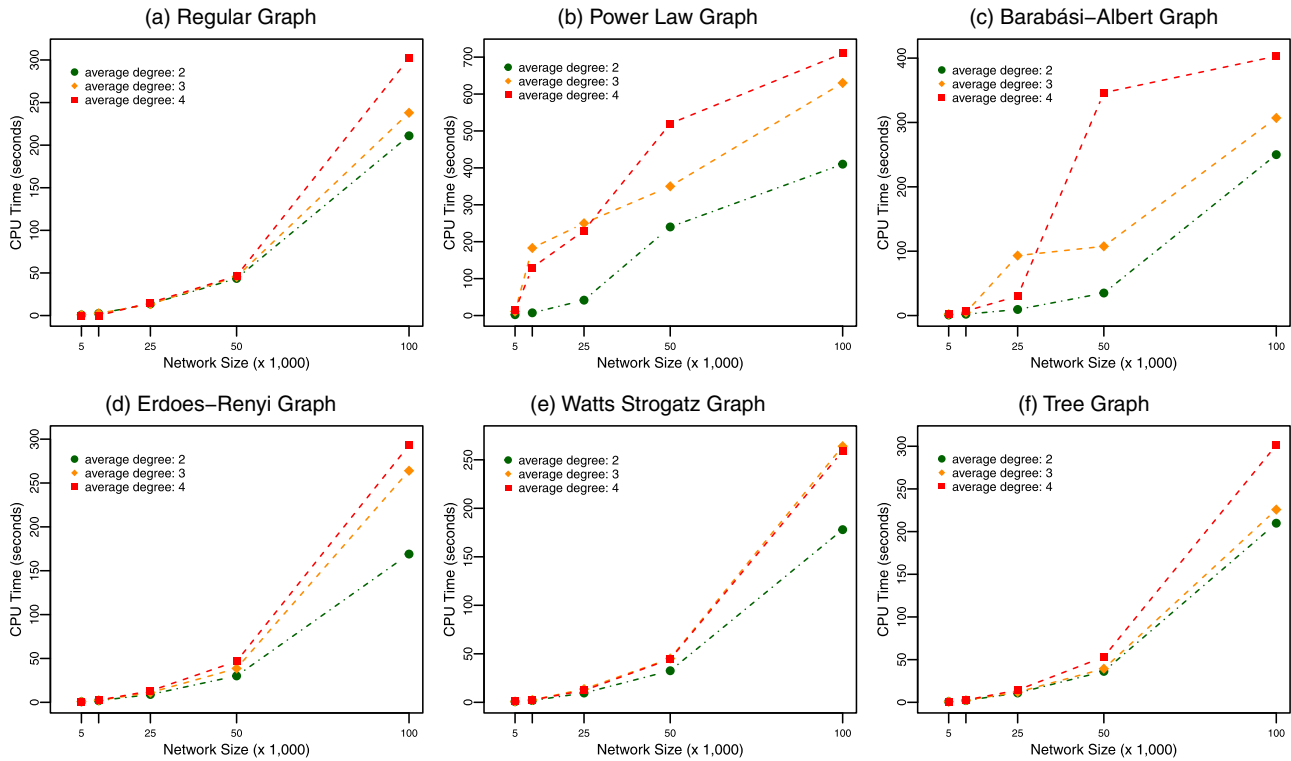 (a) Regular Graph
CPU Time (seconds)
0 50 100 150 200 250 300
average degree: 2
average degree: 3
average degree: 4
5 25 50 100
Network Size (x 1,000)
(b) Power Law Graph
CPU Time (seconds)
0 100 200 300 400 500 600 700
average degree: 2
average degree: 3
average degree: 4
5 25 50 100
Network Size (x 1,000)
(c) Barabási−Albert Graph
CPU Time (seconds)
0 100 200 300 400
average degree: 2
average degree: 3
average degree: 4
5 25 50 100
Network Size (x 1,000)
(d) Erdoes−Renyi Graph
CPU Time (seconds)
0 50 100 150 200 250 300
average degree: 2
average degree: 3
average degree: 4
5 25 50 100
Network Size (x 1,000)
(e) Watts Strogatz Graph
CPU Time (seconds)
0 50 100 150 200 250
average degree: 2
average degree: 3
average degree: 4
5 25 50 100
Network Size (x 1,000)
(f) Tree Graph
CPU Time (seconds)
0 50 100 150 200 250 300
average degree: 2
average degree: 3
average degree: 4
5 25 50 100
Network Size (x 1,000)